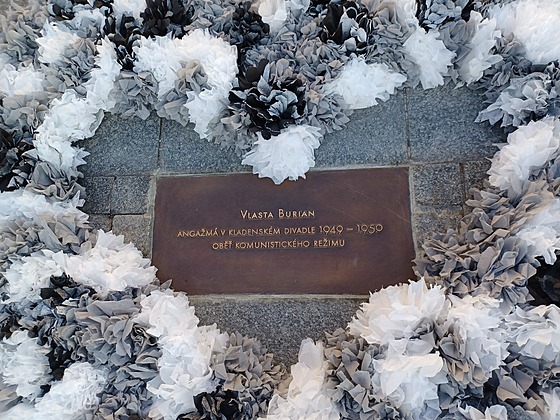 Vlasta Burian
angažmá v kladenském divadle 1949 – 1950
oběť komunistického režimu